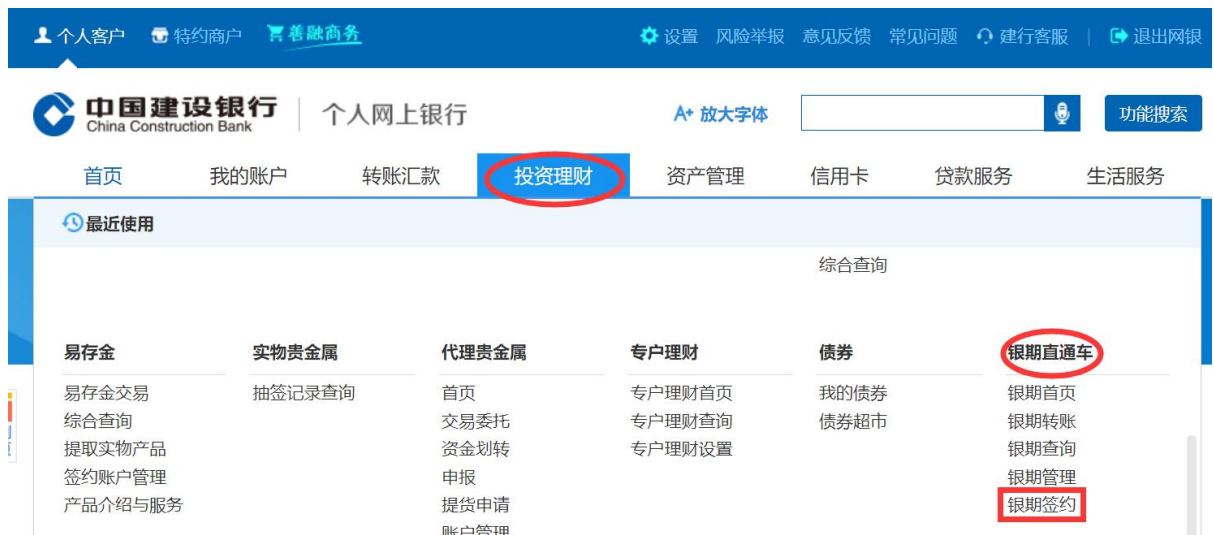 个人客户 特约商户 善融商务 设置 风险举报 意见反馈 常见问题 建行客服 | 退出网银
中国建设银行 个人网上银行 A+ 放大字体 功能搜索
China Construction Bank
首页 我的账户 转账汇款 投资理财 资产管理 信用卡 贷款服务 生活服务
最近使用
综合查询
易存金 实物贵金属 代理贵金属 专户理财 债券 银期直通车
易存金交易 抽签记录查询 首页 专户理财首页 我的债券 银期首页
综合查询 交易委托 专户理财查询 债券超市 银期转账
提取实物产品 资金划转 专户理财设置 银期查询
签约账户管理 申报 银期管理
产品介绍与服务 提货申请 银期签约
账户管理